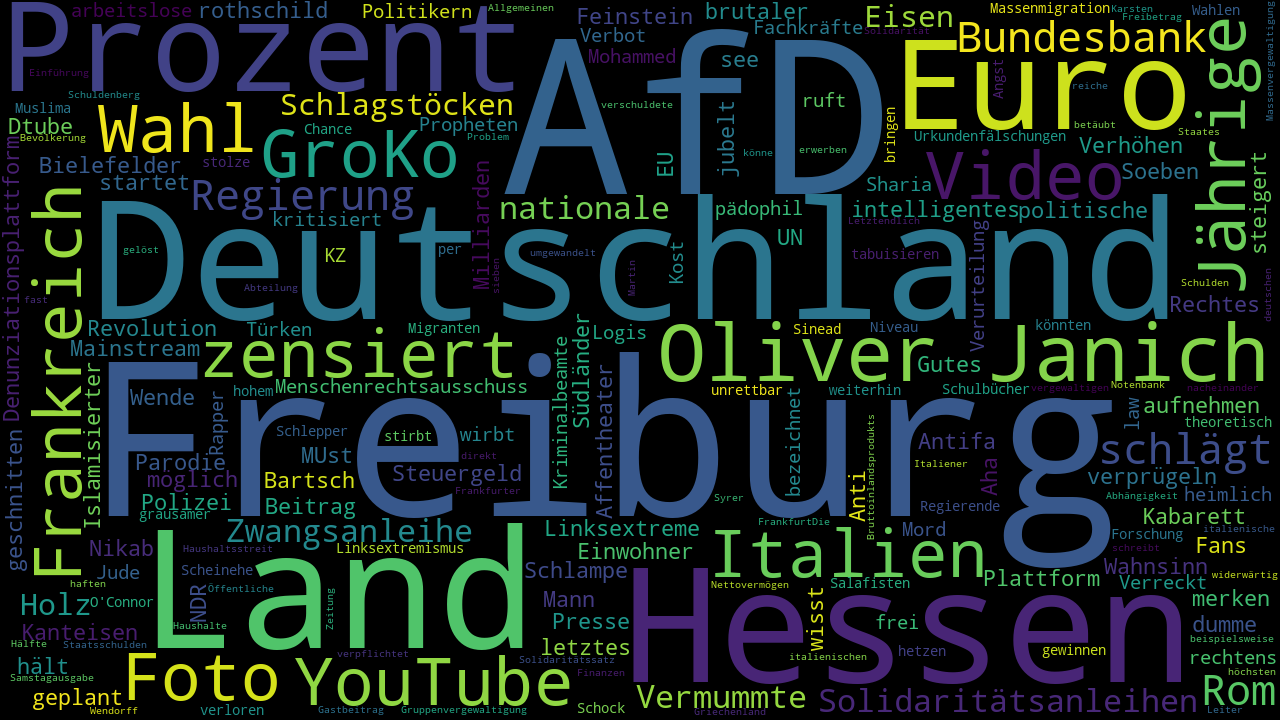 arbeitslose
rothschild
Politikern
Allgemeinen
Feinstein
brutaler
Eisen
Massenmigration
Karsten
Wahlen
Massenvergewaltigung
Prozent
AfD
Verbot
Fachkräfte
Bundesbank
Freibetrag
Solidarität
Einführung
Mohammed
see
Euro
Angst
reiche
Jährige
Schuldenberg
Muslima
Wahl
Schlagstöcken
verschuldete
jubelt
ruft
bringen
betäubt
Staates
Dtube
Bevölkerung
GroKo
Chance
Propheten
Problem
EU
könne
erwerben
Urkundenfälschungen
Verhöhen
Bielefelder
stolze
Video
Soeben
steigert
Denunziationsplattform
Frankreich
startet
Regierung
Milliarden
nationale
pädophil
Sharia
intelligentes
politische
kritisiert
Letztendlich
Deutschland
gelöst
KZ
per
umgewandelt
UN
Kost
tabuisieren
Verurteilung
Abteilung
sieben
Martin
Schulden
deutschen
fast
Rechtes
Revolution
Türken
Migranten
Südländer
Logis
Sinead
Niveau
könnten
Mainstream
zensiert
Kriminalbeamte
Oliver Janich
Gutes
Islamisierter
Freiburg
Wende
hohem
Menschenrechtsausschuss
unrettbar
weiterhin
Schulbücher
vergewaltigen
Notenbank
nacheinander
geschnitten
Rapper
Affentheater
law
aufnehmen
theoretisch
Schlepper
stirbt
wirbt
bezeichnet
Bruttoinlandsprodukts
Antifa
Aha
schlägt
Parodie
MUst
direkt
Italiener
möglich
Bartsch
Steuergeld
Anti
verprügeln
Polizei
Beitrag
Frankfurter
Syrer
Regierende
Abhängigkeit
heimlich
grausamer
Zwangsanleihe
Linksextreme
FrankfurtDie
Mord
Forschung
Kabarett
italienische
Nikab
Haushaltsstreit
Linksextremismus
Einwohner
Italien
schreibt
Fans
Jude
Scheinehe
Land
Schlampe
Wahnsinn
widerwärtig
haften
NDR
Öffentliche
Hessen
Nettovermögen
Salafisten
Plattform
Verreckt
Holz
O'Connor
Zeitung
Mann
wisst
merken
Kanteisen
Haushalte
Presse
frei
dumme
beispielsweise
Hälfte
Staatsschulden
verpflichtet
letztes
italienischen
hetzen
gewinnen
rechtens
hält
Foto
YouTube
Solidaritätssatz
Finanzen
höchsten
Samstagausgabe
geplant
Vermummte
Solidaritätsanleihen
Rom
Wendorff
verloren
Gastbeitrag
Gruppenvergewaltigung
Schock
Griechenland
Leiter